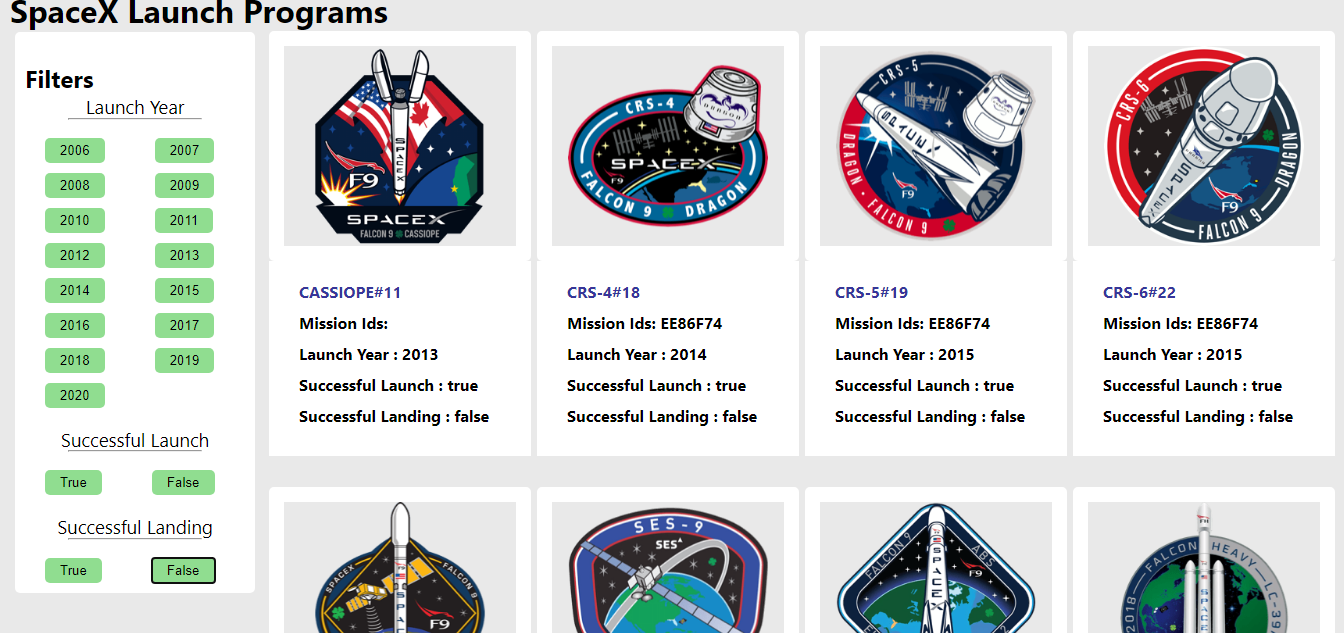 SpaceX Launch Programs
Filters
Launch Year
2006 2007
2008 2009
2010 2011
2012 2013
2014 2015
2016 2017
2018 2019
2020
Successful Launch
True False
Successful Landing
True False
SPACEX
F9
SPACEX
FALCON 9 CASSIOPE
CASSIOPE#11
Mission Ids:
Launch Year : 2013
Successful Launch : true
Successful Landing : false
CRS-4
DRAGON
SPACEX
F9
FALCON 9 DRAGON
CRS-4#18
Mission Ids: EE86F74
Launch Year : 2014
Successful Launch : true
Successful Landing : false
CRS-5
SPACEX
F9
DRAGON · FALCON 9
CRS-5#19
Mission Ids: EE86F74
Launch Year : 2015
Successful Launch : true
Successful Landing : false
CRS-6
SPACEX
F9
DRAGON
FALCON 9
CRS-6#22
Mission Ids: EE86F74
Launch Year : 2015
Successful Launch : true
Successful Landing : false
SPACEX FALCON 9
F9
SES-9
SES
FALCON 9 ABS
SPACEX
F9
FALCON HEAVY
2018